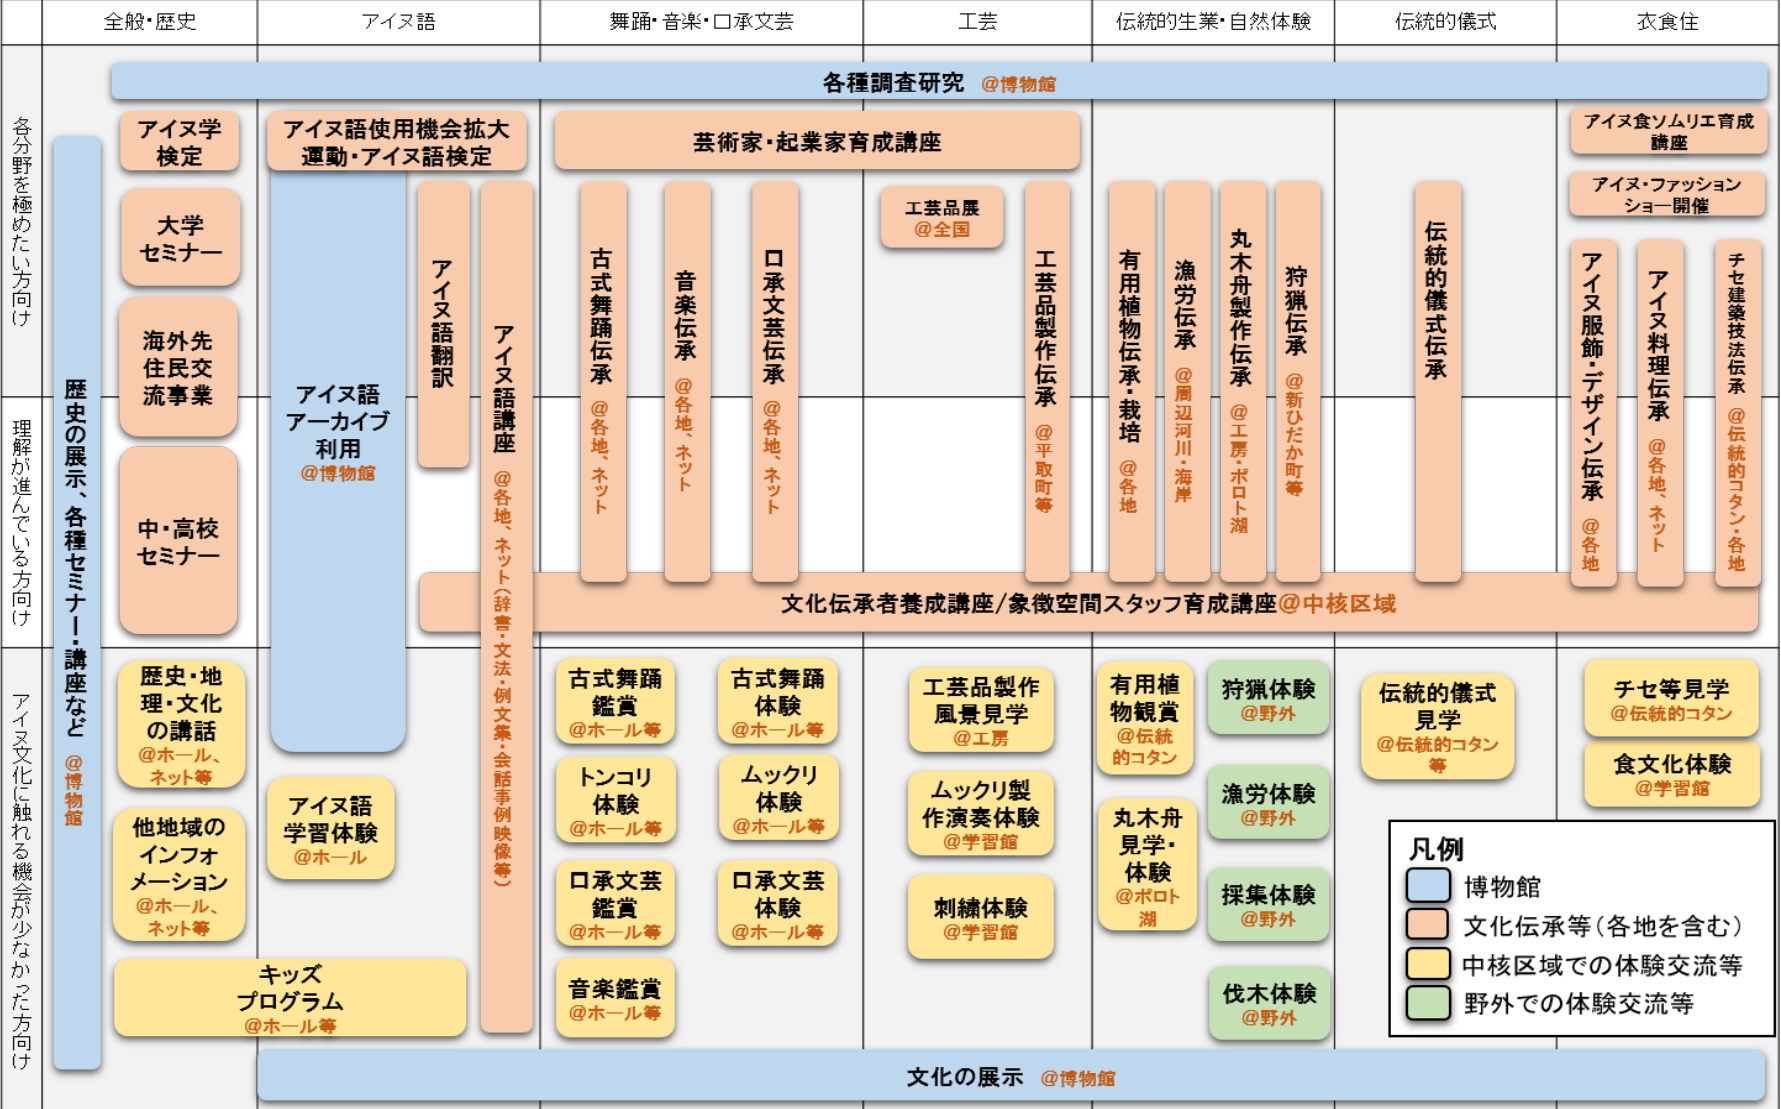 全般・歴史
アイヌ語
舞踊・音楽・口承文芸
工芸
伝統的生業・自然体験
伝統的儀式
衣食住
各分野を極めたい方向け
理解が進んでいる方向け
アイヌ文化に触れる機会が少なかった方向け
各種調査研究 @博物館
歴史の展示、各種セミナー・講座など @博物館
アイヌ学
検定
大学
セミナー
海外先
住民交
流事業
中・高校
セミナー
歴史・地
理・文化
の講話
@ホール、
ネット等
他地域の
インフォ
メーション
@ホール、
ネット等
キッズ
プログラム
@ホール等
アイヌ語使用機会拡大
運動・アイヌ語検定
アイヌ語
アーカイブ
利用
@博物館
アイヌ語翻訳
アイヌ語講座 @各地、ネット(辞書・文法・例文集・会話事例映像等)
アイヌ語
学習体験
@ホール
芸術家・起業家育成講座
古式舞踊伝承 @各地、ネット
音楽伝承 @各地、ネット
口承文芸伝承 @各地、ネット
工芸品展
@全国
工芸品製作伝承 @平取町等
有用植物伝承・栽培 @各地
漁労伝承 @周辺河川・海岸
丸木舟製作伝承 @工房・ポロト湖
狩猟伝承 @新ひだか町等
伝統的儀式伝承
アイヌ食ソムリエ育成
講座
アイヌ・ファッション
ショー開催
アイヌ服飾・デザイン伝承 @各地
アイヌ料理伝承 @各地、ネット
チセ建築技法伝承 @伝統的コタン・各地
文化伝承者養成講座/象徴空間スタッフ育成講座@中核区域
古式舞踊
鑑賞
@ホール等
古式舞踊
体験
@ホール等
トンコリ
体験
@ホール等
ムックリ
体験
@ホール等
口承文芸
鑑賞
@ホール等
口承文芸
体験
@ホール等
音楽鑑賞
@ホール等
工芸品製作
風景見学
@工房
ムックリ製
作演奏体験
@学習館
刺繍体験
@学習館
有用植
物観賞
@伝統
的コタン
丸木舟
見学・
体験
@ポロト
湖
狩猟体験
@野外
漁労体験
@野外
採集体験
@野外
伐木体験
@野外
伝統的儀式
見学
@伝統的コタン
等
チセ等見学
@伝統的コタン
食文化体験
@学習館
凡例
博物館
文化伝承等(各地を含む)
中核区域での体験交流等
野外での体験交流等
文化の展示 @博物館